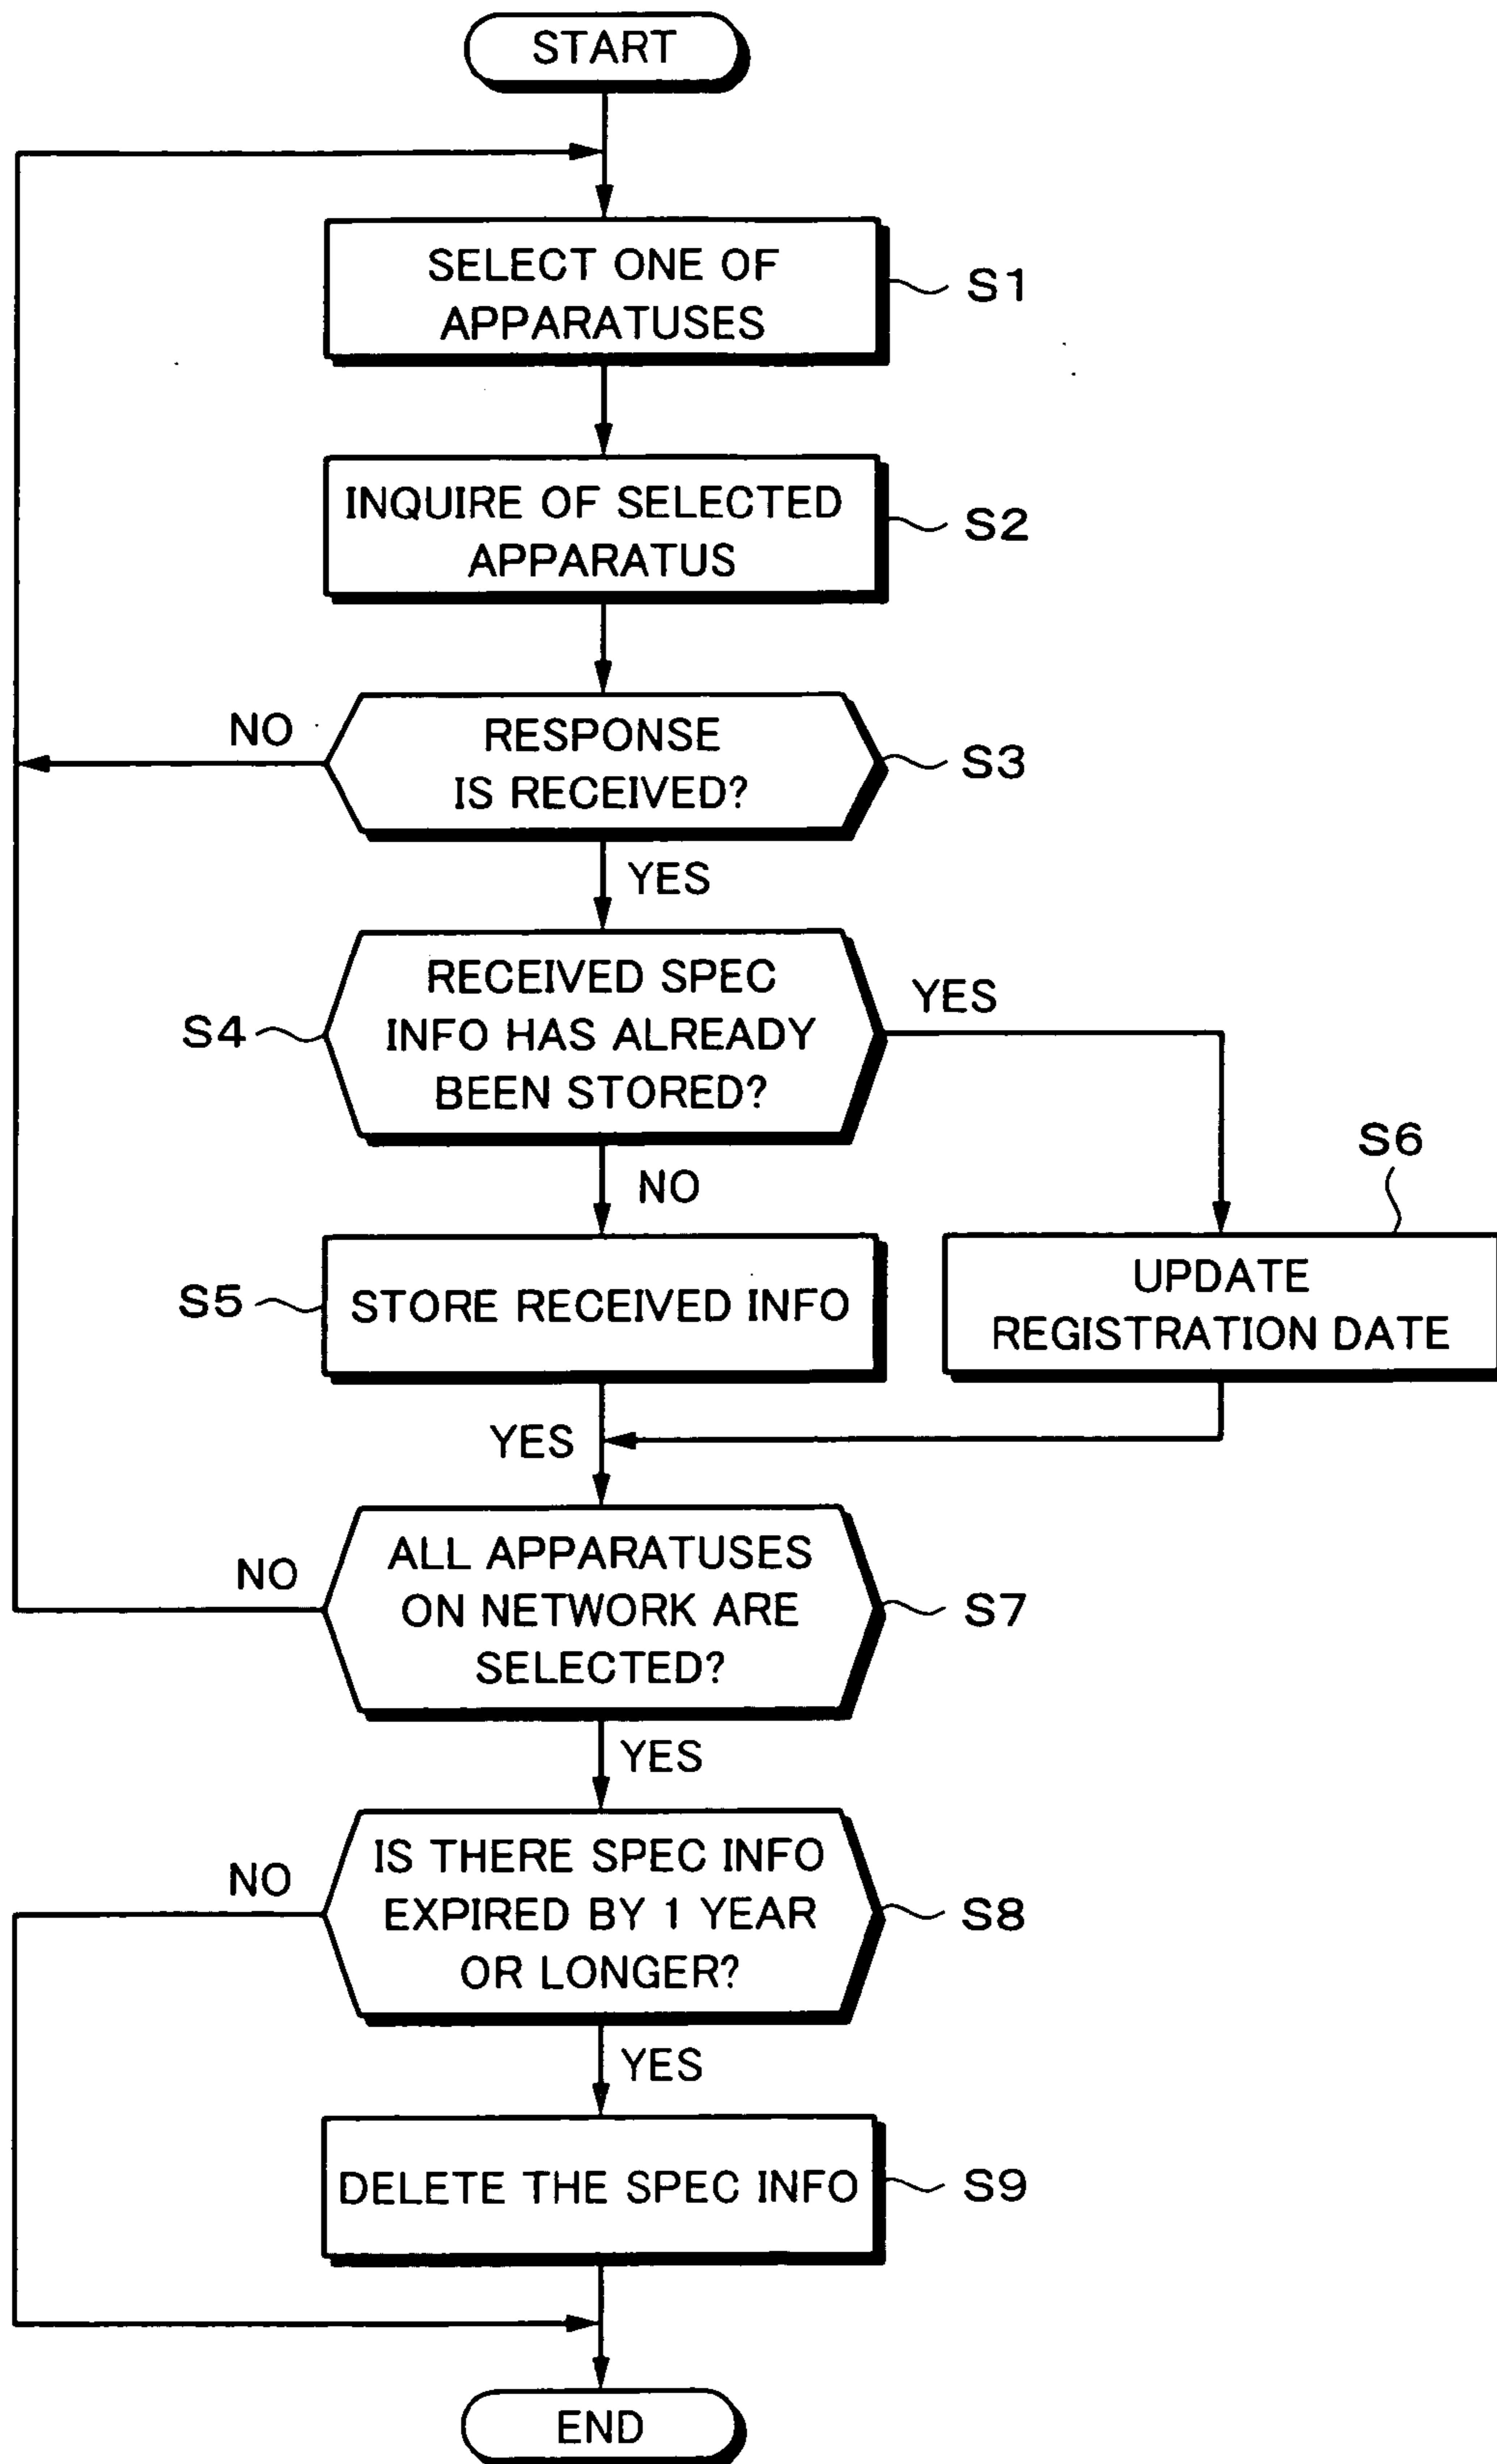 START
SELECT ONE OF
APPARATUSES
S1
INQUIRE OF SELECTED
APPARATUS
S2
NO
RESPONSE
IS RECEIVED?
S3
YES
RECEIVED SPEC
INFO HAS ALREADY
BEEN STORED?
S4
YES
NO
S6
STORE RECEIVED INFO
S5
UPDATE
REGISTRATION DATE
YES
NO
ALL APPARATUSES
ON NETWORK ARE
SELECTED?
S7
YES
NO
IS THERE SPEC INFO
EXPIRED BY 1 YEAR
OR LONGER?
S8
YES
DELETE THE SPEC INFO
S9
END